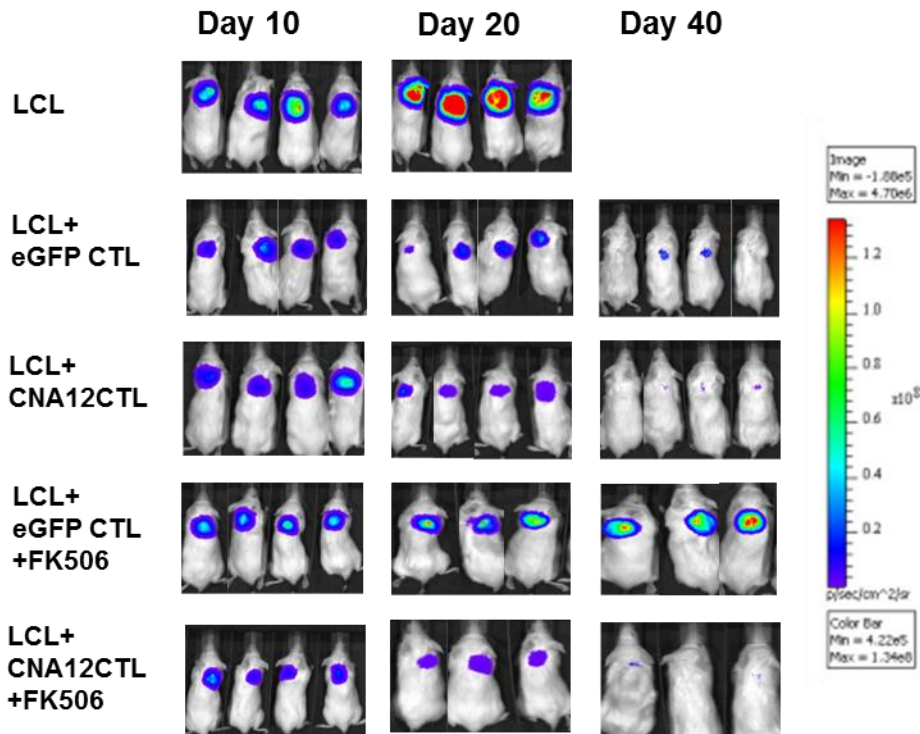 Day 10 Day 20 Day 40
LCL
LCL+
eGFP CTL
LCL+
CNA12CTL
LCL+
eGFP CTL
+FK506
LCL+
CNA12CTL
+FK506
Image
Min = -1.88e5
Max = 4.70e6
1.2
1.0
0.8
x10⁸
0.6
0.4
0.2
p/sec/cm^2/sr
Color Bar
Min = 4.22e5
Max = 1.34e8